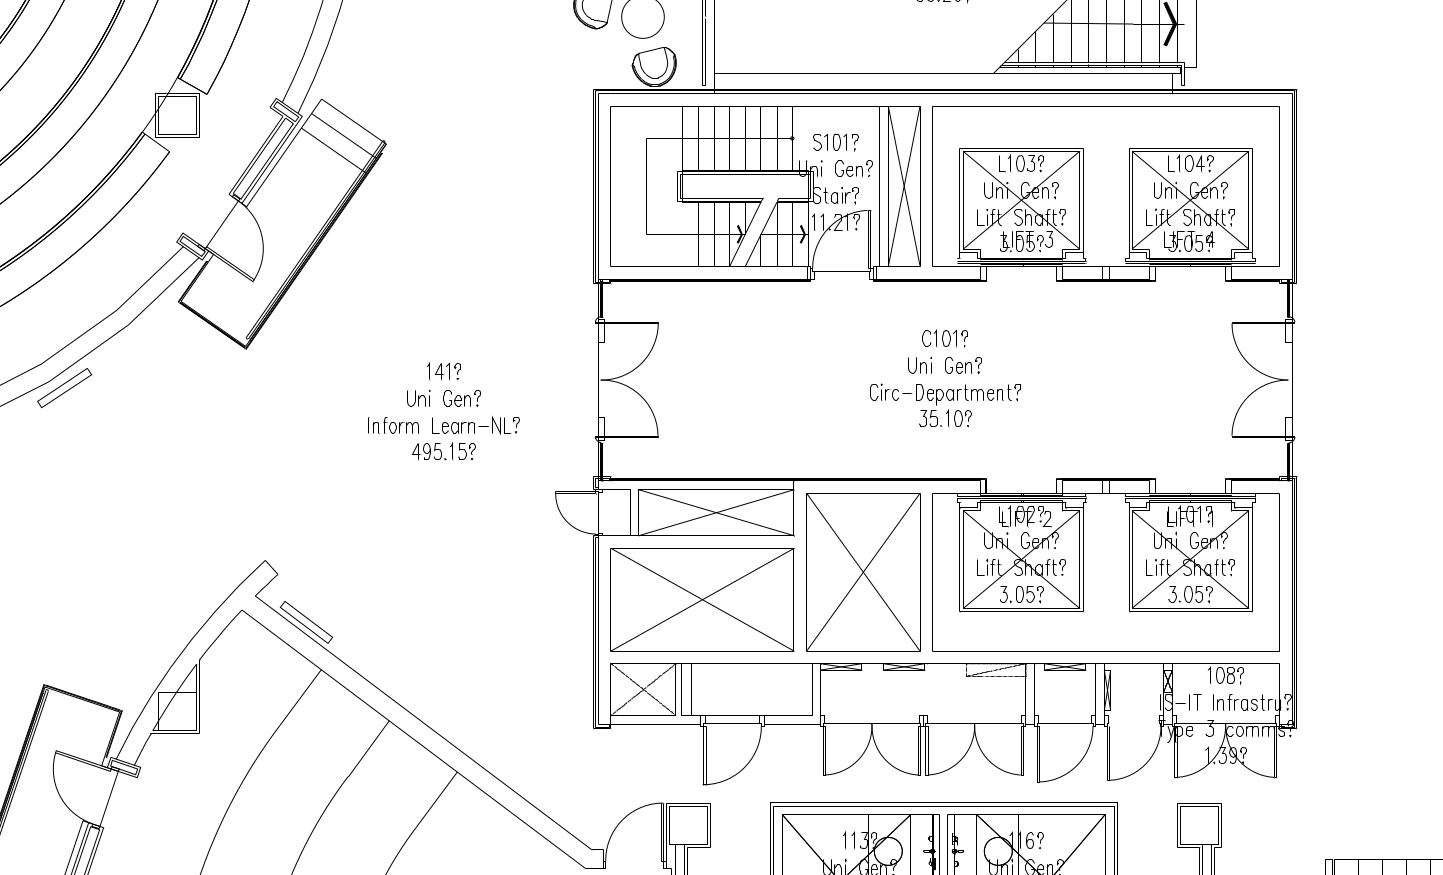 S101?
Uni Gen?
Stair?
11.21?
L103?
Uni Gen?
Lift Shaft?
LIFT 3
3.05?
L104?
Uni Gen?
Lift Shaft?
LIFT 4
3.05?
C101?
Uni Gen?
Circ-Department?
35.10?
141?
Uni Gen?
Inform Learn-NL?
495.15?
L102?
LIFT 2
Uni Gen?
Lift Shaft?
3.05?
L101?
LIFT 1
Uni Gen?
Lift Shaft?
3.05?
108?
IS-IT Infrastru?
Type 3 comms?
1.39?
113?
Uni Gen?
116?
Uni Gen?